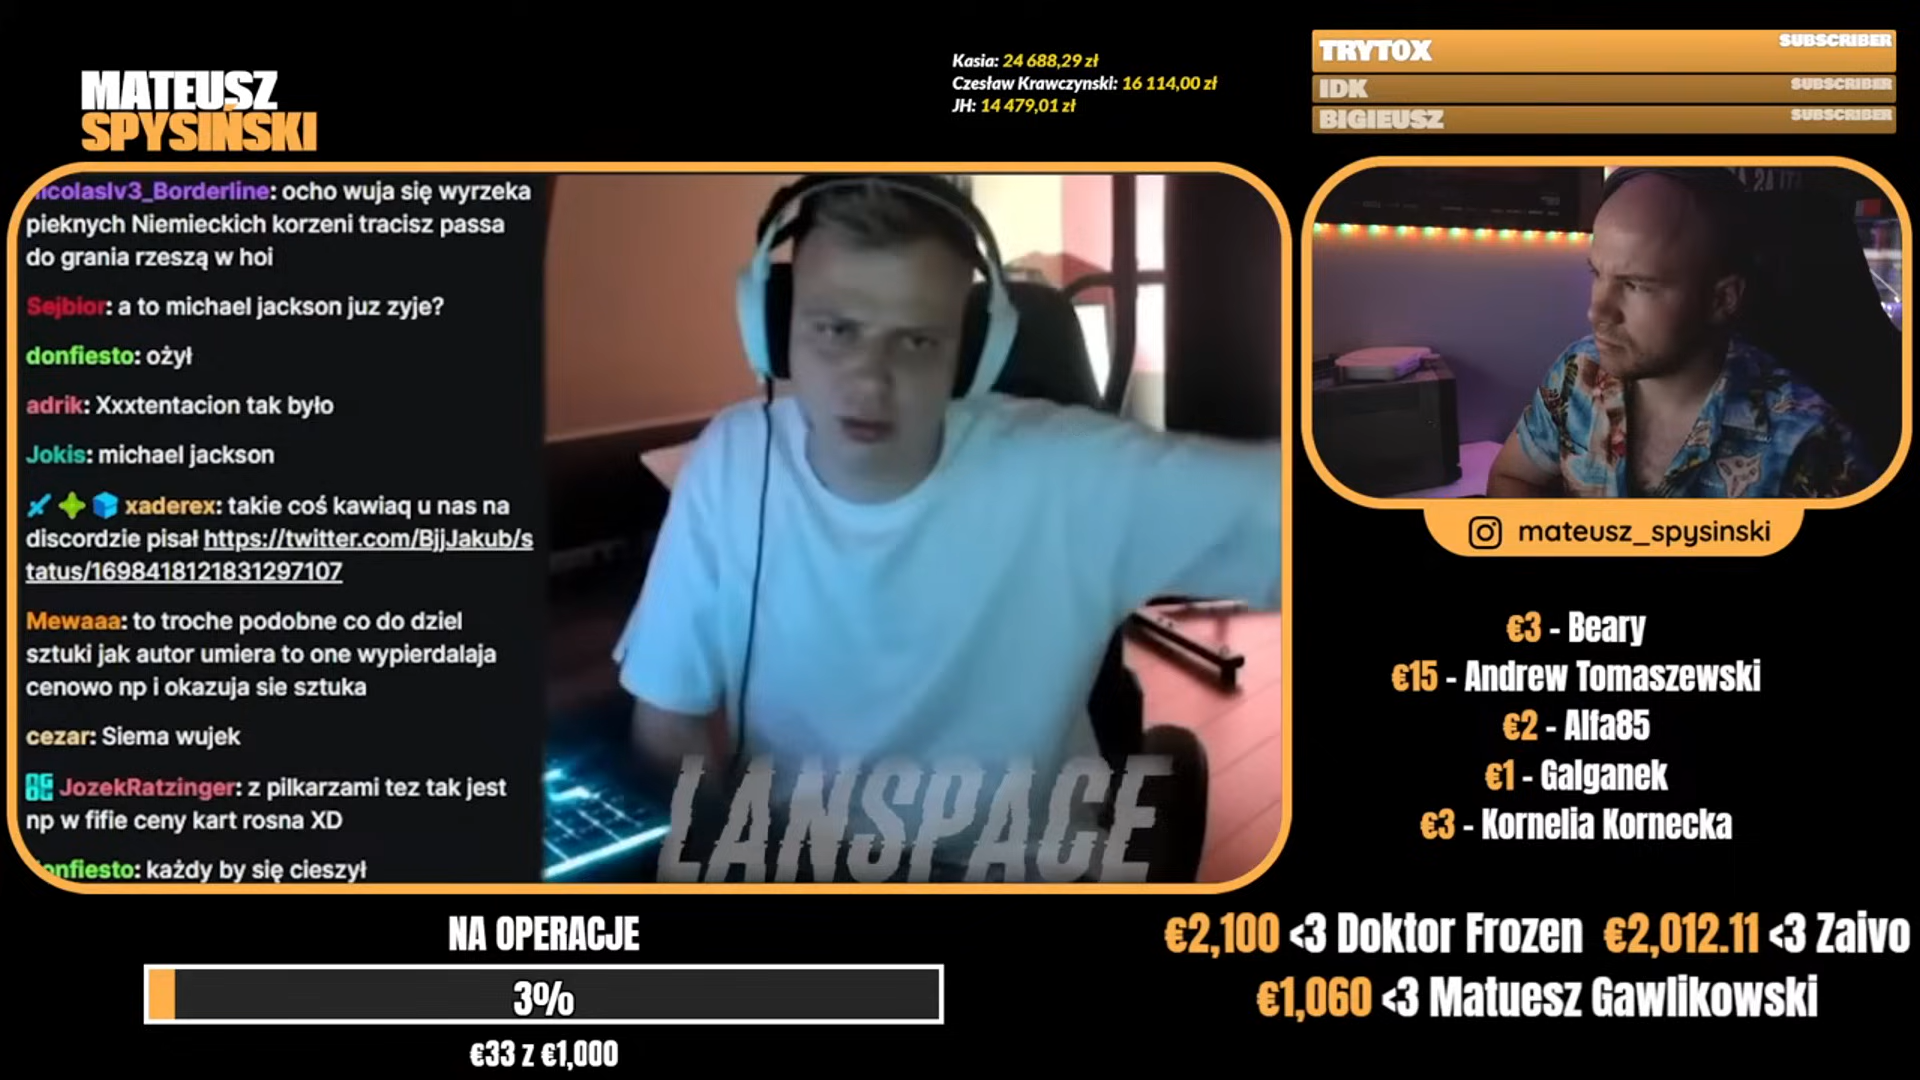 MATEUSZ
SPYSIŃSKI
Kasia: 24 688,29 zł
Czesław Krawczynski: 16 114,00 zł
JH: 14 479,01 zł
TRYTOX SUBSCRIBER
IDK SUBSCRIBER
BIGIEUSZ SUBSCRIBER
icolaslv3_Borderline: ocho wuja się wyrzeka
pieknych Niemieckich korzeni tracisz passa
do grania rzeszą w hoi
Sejbior: a to michael jackson juz zyje?
donfiesto: ożył
adrik: Xxxtentacion tak było
Jokis: michael jackson
xaderex: takie coś kawiaq u nas na
discordzie pisał https://twitter.com/BjjJakub/s
tatus/1698418121831297107
Mewaaa: to troche podobne co do dziel
sztuki jak autor umiera to one wypierdalaja
cenowo np i okazuja sie sztuka
cezar: Siema wujek
JozekRatzinger: z pilkarzami tez tak jest
np w fifie ceny kart rosna XD
onfiesto: każdy by się cieszył
LANSPACE
mateusz_spysinski
€3 - Beary
€15 - Andrew Tomaszewski
€2 - Alfa85
€1 - Galganek
€3 - Kornelia Kornecka
NA OPERACJE
3%
€33 z €1,000
€2,100 <3 Doktor Frozen €2,012.11 <3 Zaivo
€1,060 <3 Matuesz Gawlikowski